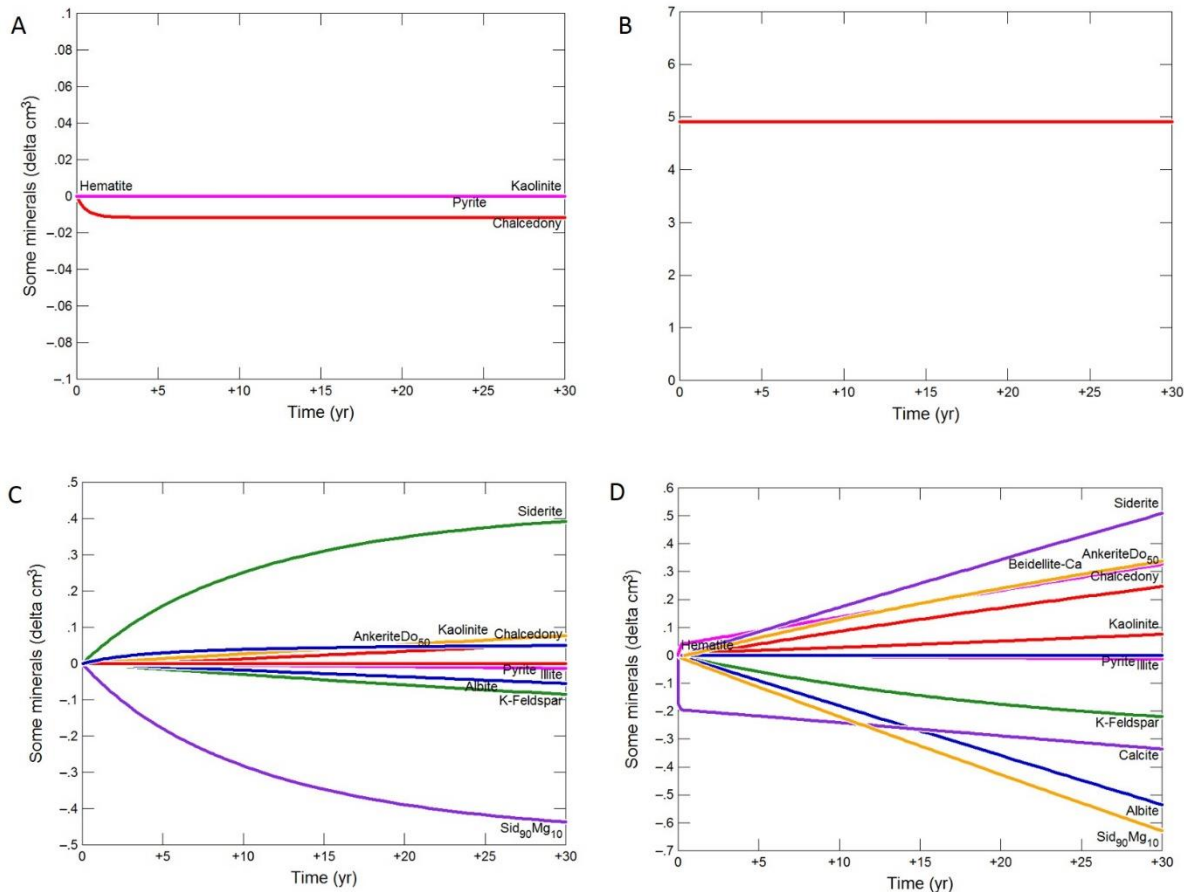 A
Some minerals (delta cm³)
.1
.08
.06
.04
.02
0
–.02
–.04
–.06
–.08
–.1
Hematite
Kaolinite
Pyrite
Chalcedony
0 +5 +10 +15 +20 +25 +30
Time (yr)
B
7
6
5
4
3
2
1
0
0 +5 +10 +15 +20 +25 +30
Time (yr)
C
Some minerals (delta cm³)
.5
.4
.3
.2
.1
0
–.1
–.2
–.3
–.4
–.5
Siderite
Kaolinite
AnkeriteDo₅₀
Chalcedony
Pyrite
Illite
Albite
K-Feldspar
Sid₉₀Mg₁₀
0 +5 +10 +15 +20 +25 +30
Time (yr)
D
Some minerals (delta cm³)
.6
.5
.4
.3
.2
.1
0
–.1
–.2
–.3
–.4
–.5
–.6
–.7
Siderite
AnkeriteDo₅₀
Beidellite-Ca
Chalcedony
Kaolinite
Hematite
Pyrite
Illite
K-Feldspar
Calcite
Albite
Sid₉₀Mg₁₀
0 +5 +10 +15 +20 +25 +30
Time (yr)